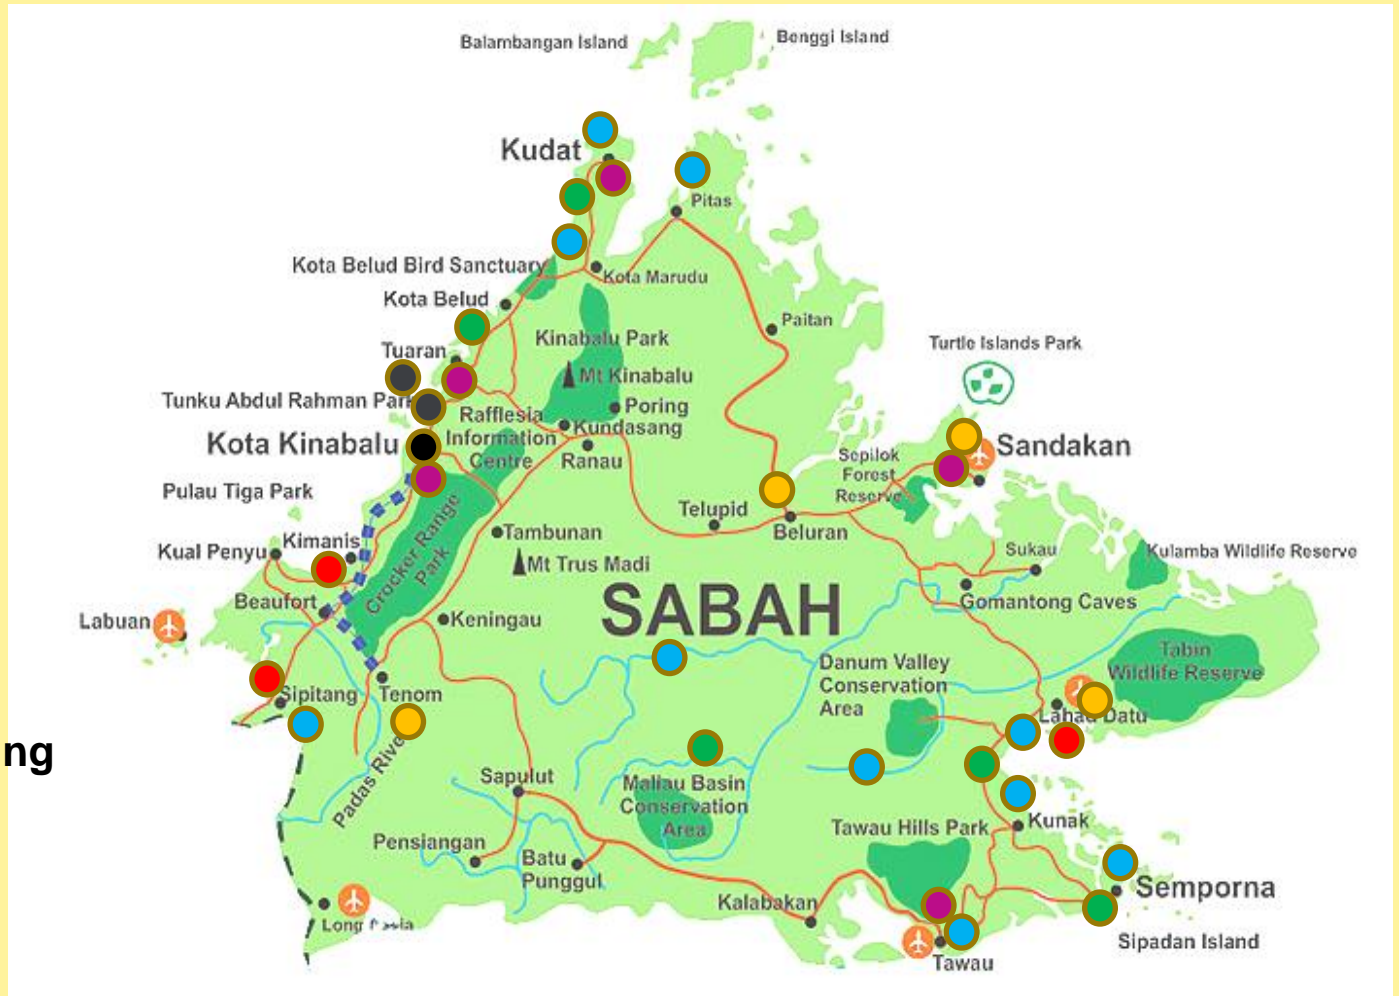 Balambangan Island
Benggi Island
Kudat
Pitas
Kota Belud Bird Sanctuary
Kota Marudu
Kota Belud
Paitan
Kinabalu Park
Turtle Islands Park
Tuaran
Mt Kinabalu
Tunku Abdul Rahman Park
Poring
Rafflesia
Information
Centre
Kundasang
Kota Kinabalu
Ranau
Sandakan
Sepilok
Forest
Reserve
Pulau Tiga Park
Telupid
Beluran
Tambunan
Kimanis
Kual Penyu
Crocker Range
Park
Mt Trus Madi
Sukau
Kulamba Wildlife Reserve
Beaufort
Gomantong Caves
SABAH
Labuan
Keningau
Tabin
Wildlife Reserve
Danum Valley
Conservation
Area
Sipitang
Tenom
Lahad Datu
ng
Padas River
Sapulut
Maliau Basin
Conservation
Area
Tawau Hills Park
Kunak
Pensiangan
Batu
Punggul
Semporna
Kalabakan
Long
Sipadan Island
Tawau